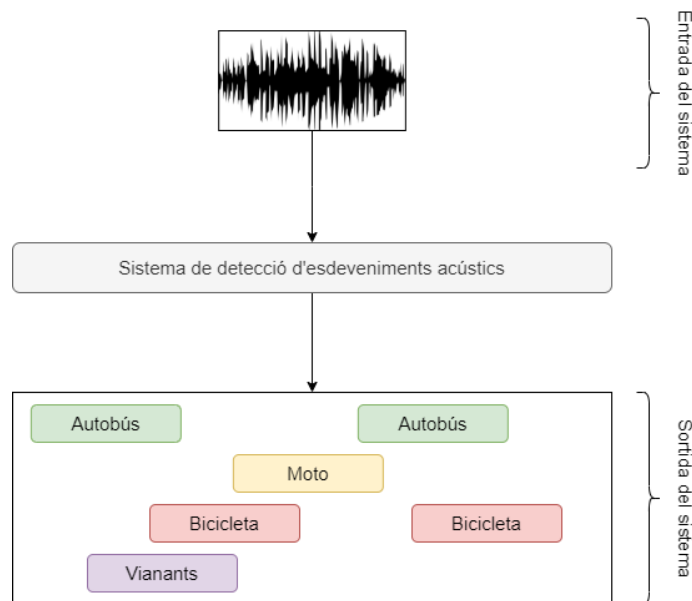 Entrada del sistema
Sistema de detecció d'esdeveniments acústics
Autobús
Autobús
Moto
Bicicleta
Bicicleta
Vianants
Sortida del sistema